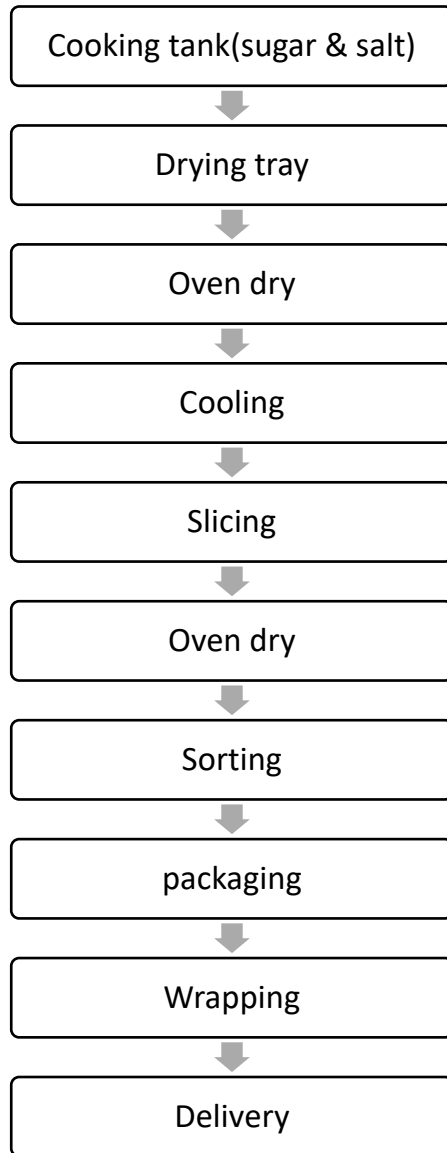 Cooking tank(sugar & salt)
Drying tray
Oven dry
Cooling
Slicing
Oven dry
Sorting
packaging
Wrapping
Delivery